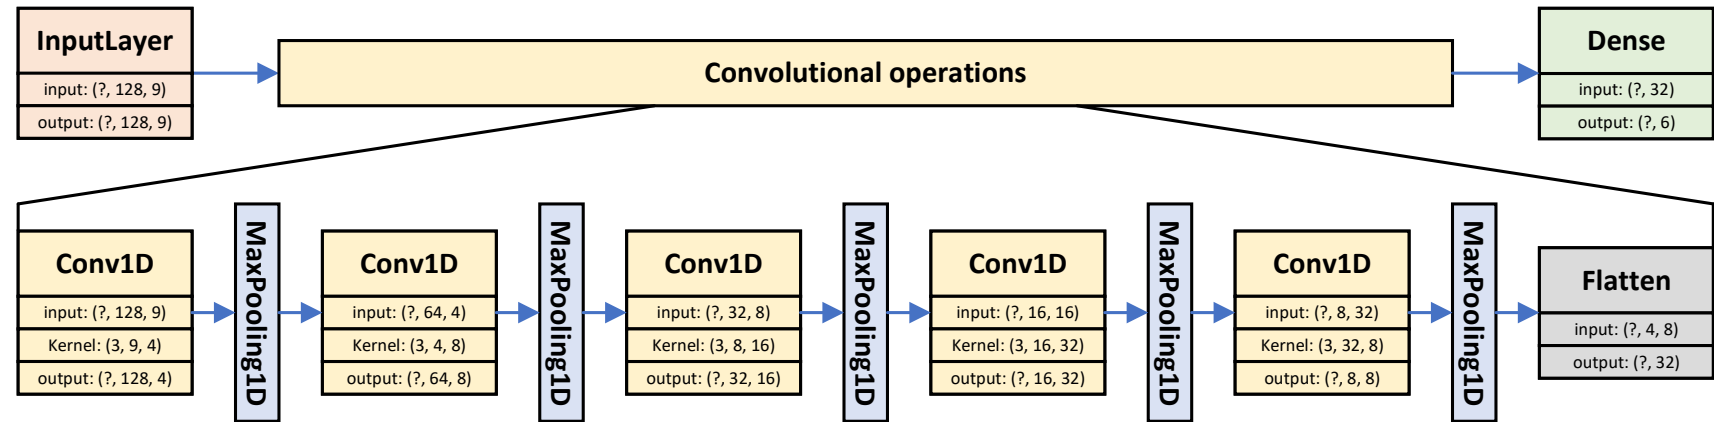 InputLayer
input: (?, 128, 9)
output: (?, 128, 9)
Convolutional operations
Dense
input: (?, 32)
output: (?, 6)
Conv1D
input: (?, 128, 9)
Kernel: (3, 9, 4)
output: (?, 128, 4)
MaxPooling1D
Conv1D
input: (?, 64, 4)
Kernel: (3, 4, 8)
output: (?, 64, 8)
MaxPooling1D
Conv1D
input: (?, 32, 8)
Kernel: (3, 8, 16)
output: (?, 32, 16)
MaxPooling1D
Conv1D
input: (?, 16, 16)
Kernel: (3, 16, 32)
output: (?, 16, 32)
MaxPooling1D
Conv1D
input: (?, 8, 32)
Kernel: (3, 32, 8)
output: (?, 8, 8)
MaxPooling1D
Flatten
input: (?, 4, 8)
output: (?, 32)